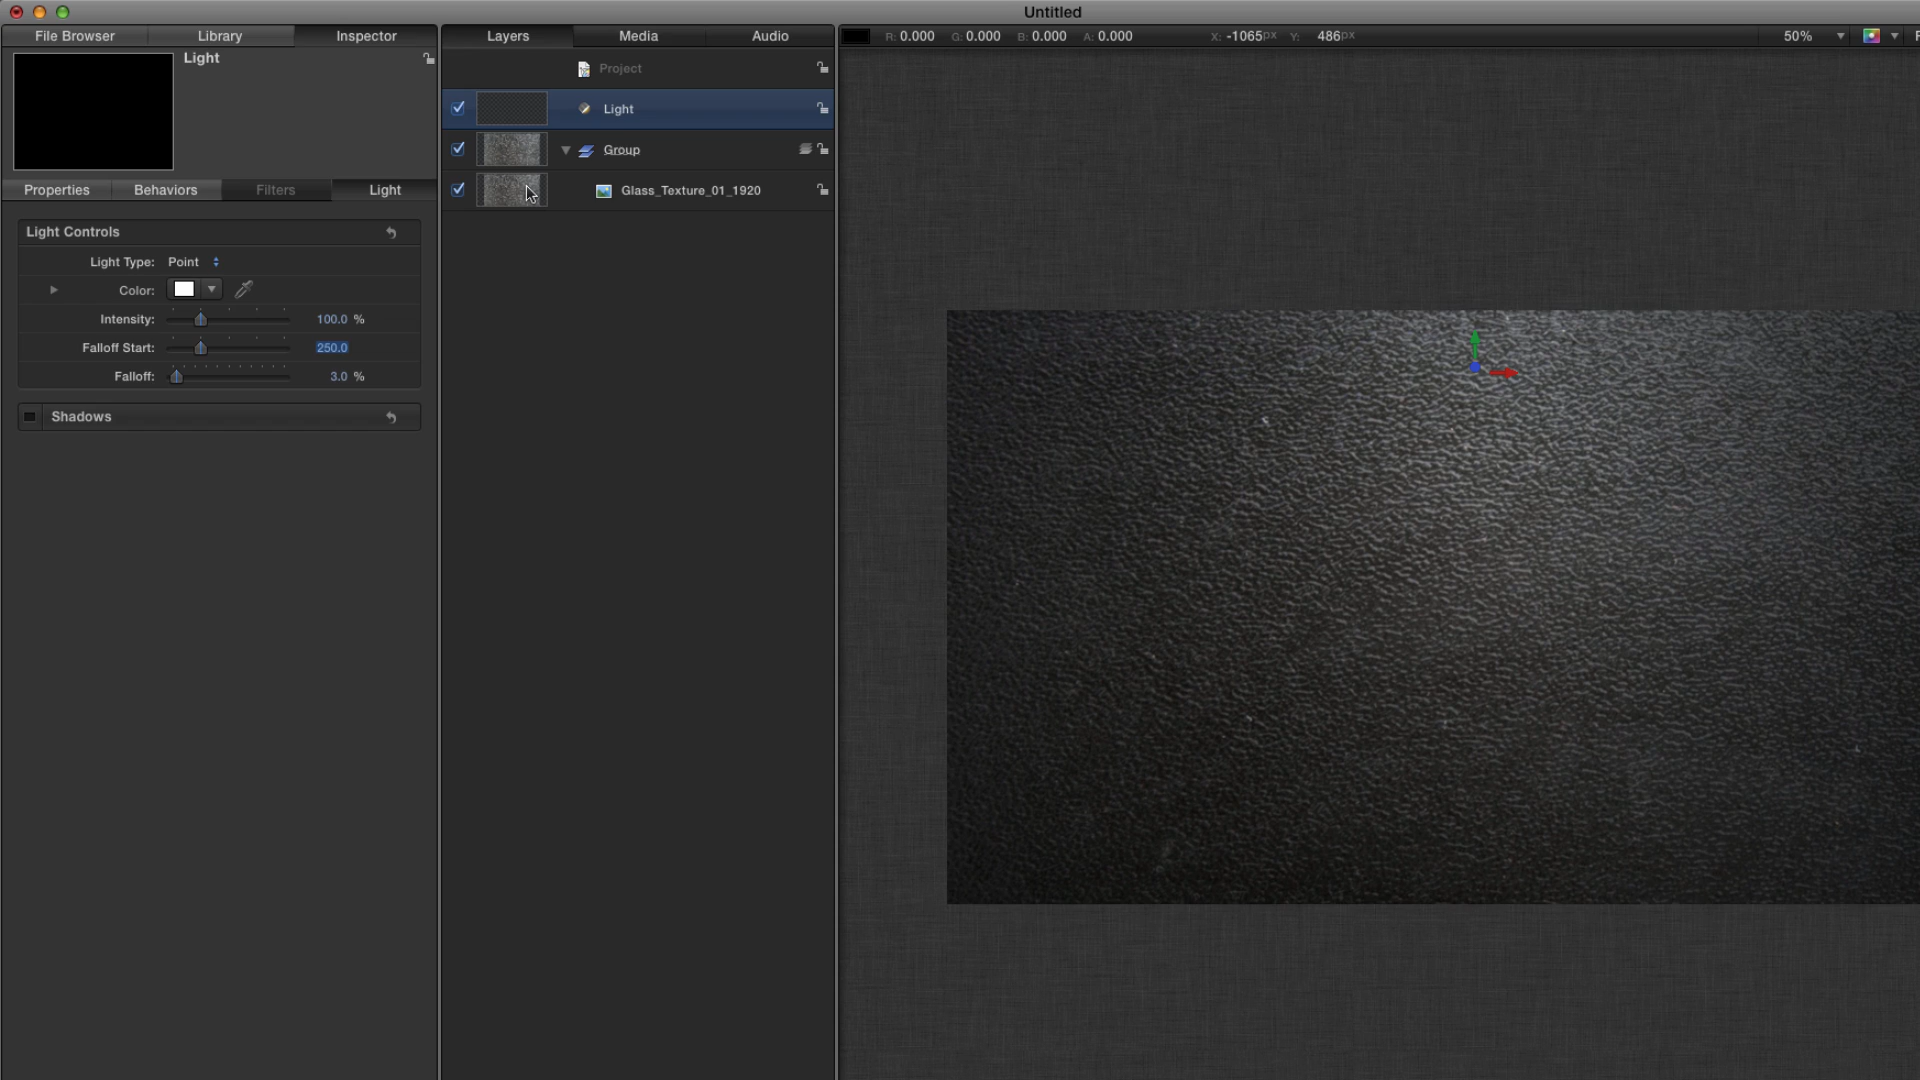 Untitled
File Browser Library Inspector
Light
Properties Behaviors Filters Light
Light Controls
Light Type: Point
Color:
Intensity: 100.0 %
Falloff Start: 250.0
Falloff: 3.0 %
Shadows
Layers Media Audio
Project
Light
Group
Glass_Texture_01_1920
R: 0.000 G: 0.000 B: 0.000 A: 0.000 X: -1065px Y: 486px 50%